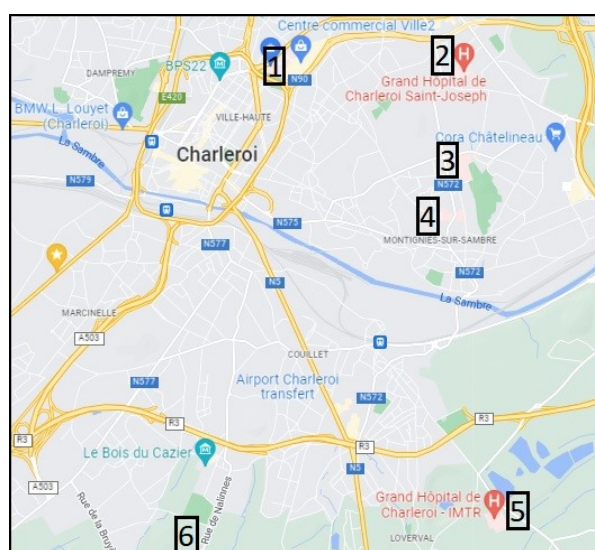 Centre commercial Ville2
1
2
BPS22
N90
DAMPREMY
Grand Hôpital de
Charleroi Saint-Joseph
E420
BMW L. Louyet
(Charleroi)
VILLE-HAUTE
Cora Châtelineau
La Sambre
Charleroi
3
N579
N572
4
N575
N577
MONTIGNIES-SUR-SAMBRE
N572
N5
La Sambre
MARCINELLE
A503
COUILLET
N577
Airport Charleroi
transfert
N572
R3
R3
R3
R3
Le Bois du Cazier
N5
A503
Rue de la Bruyè
Rue de Nalinnes
Grand Hôpital de
Charleroi - IMTR
5
6
LOVERVAL